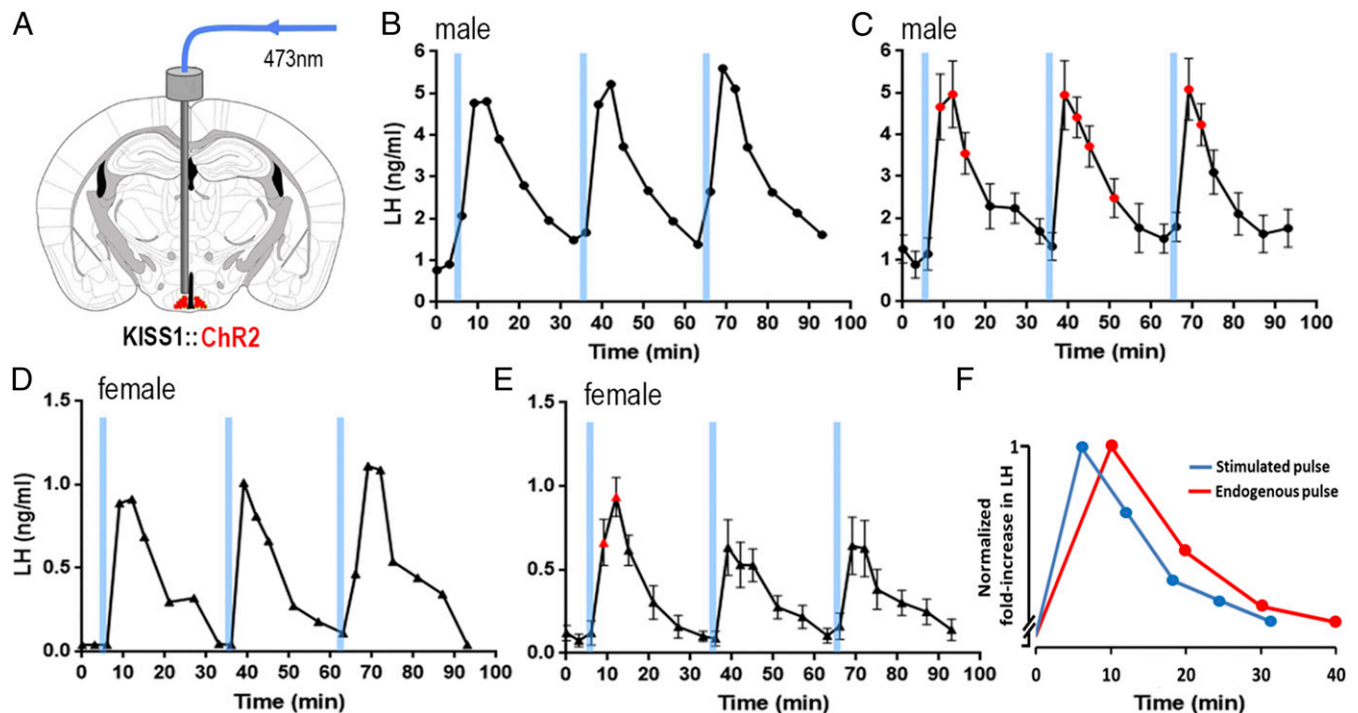 A
473nm
KISS1::ChR2
B
male
LH (ng/ml)
6
5
4
3
2
1
0
0 10 20 30 40 50 60 70 80 90 100
Time (min)
C
male
6
5
4
3
2
1
0
0 10 20 30 40 50 60 70 80 90 100
Time (min)
D
female
LH (ng/ml)
1.5
1.0
0.5
0.0
0 10 20 30 40 50 60 70 80 90 100
Time (min)
E
female
1.5
1.0
0.5
0.0
0 10 20 30 40 50 60 70 80 90 100
Time (min)
F
Normalized
fold-increase in LH
1
Stimulated pulse
Endogenous pulse
0 10 20 30 40
Time (min)